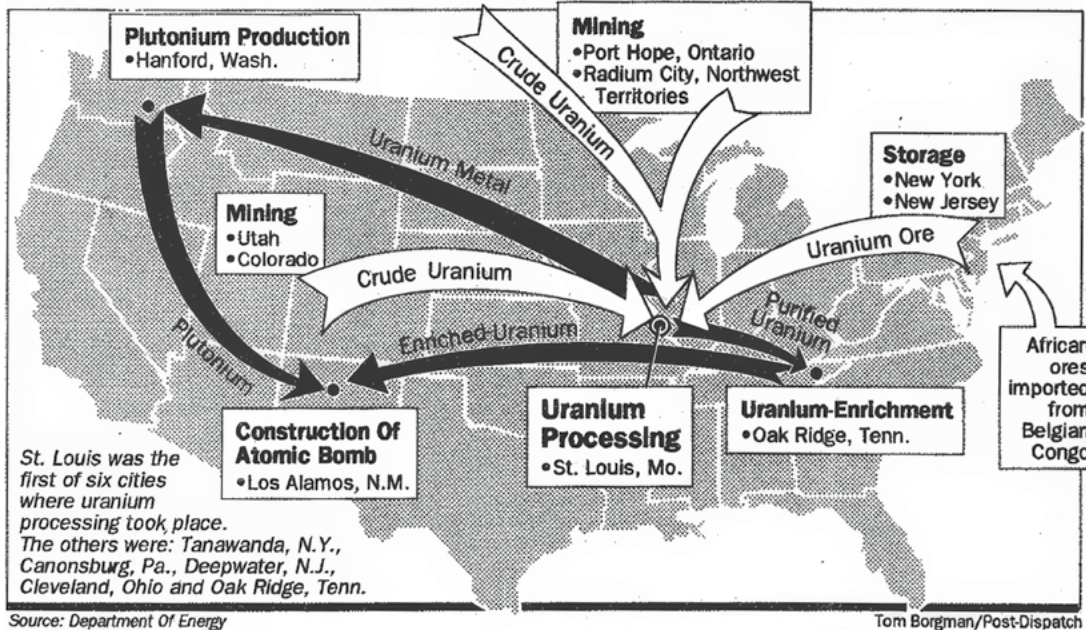 Plutonium Production
•Hanford, Wash.
Mining
•Port Hope, Ontario
•Radium City, Northwest
Territories
Crude Uranium
Storage
•New York
•New Jersey
Uranium Metal
Mining
•Utah
•Colorado
Uranium Ore
Crude Uranium
Purified
Uranium
Enriched Uranium
Plutonium
African
ores
imported
from
Belgian
Congo
Uranium
Processing
•St. Louis, Mo.
Uranium-Enrichment
•Oak Ridge, Tenn.
Construction Of
Atomic Bomb
•Los Alamos, N.M.
St. Louis was the
first of six cities
where uranium
processing took place.
The others were: Tanawanda, N.Y.,
Canonsburg, Pa., Deepwater, N.J.,
Cleveland, Ohio and Oak Ridge, Tenn.
Source: Department Of Energy
Tom Borgman/Post-Dispatch